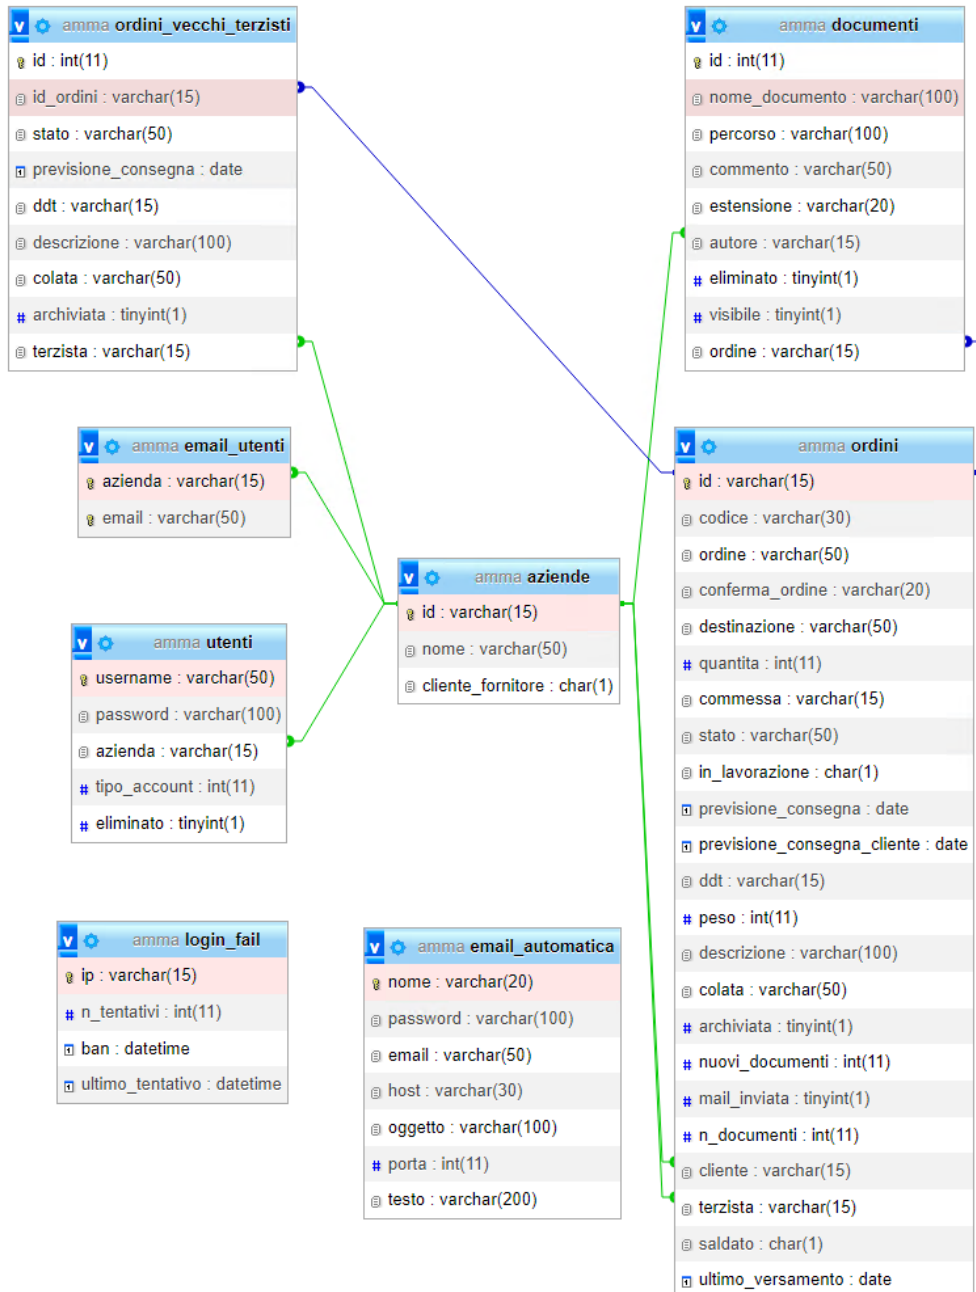 amma ordini_vecchi_terzisti
id : int(11)
id_ordini : varchar(15)
stato : varchar(50)
previsione_consegna : date
ddt : varchar(15)
descrizione : varchar(100)
colata : varchar(50)
archiviata : tinyint(1)
terzista : varchar(15)
amma documenti
id : int(11)
nome_documento : varchar(100)
percorso : varchar(100)
commento : varchar(50)
estensione : varchar(20)
autore : varchar(15)
eliminato : tinyint(1)
visibile : tinyint(1)
ordine : varchar(15)
amma email_utenti
azienda : varchar(15)
email : varchar(50)
amma utenti
username : varchar(50)
password : varchar(100)
azienda : varchar(15)
tipo_account : int(11)
eliminato : tinyint(1)
amma aziende
id : varchar(15)
nome : varchar(50)
cliente_fornitore : char(1)
amma ordini
id : varchar(15)
codice : varchar(30)
ordine : varchar(50)
conferma_ordine : varchar(20)
destinazione : varchar(50)
quantita : int(11)
commessa : varchar(15)
stato : varchar(50)
in_lavorazione : char(1)
previsione_consegna : date
previsione_consegna_cliente : date
ddt : varchar(15)
peso : int(11)
descrizione : varchar(100)
colata : varchar(50)
archiviata : tinyint(1)
nuovi_documenti : int(11)
mail_inviata : tinyint(1)
n_documenti : int(11)
cliente : varchar(15)
terzista : varchar(15)
saldato : char(1)
ultimo_versamento : date
amma login_fail
ip : varchar(15)
n_tentativi : int(11)
ban : datetime
ultimo_tentativo : datetime
amma email_automatica
nome : varchar(20)
password : varchar(100)
email : varchar(50)
host : varchar(30)
oggetto : varchar(100)
porta : int(11)
testo : varchar(200)